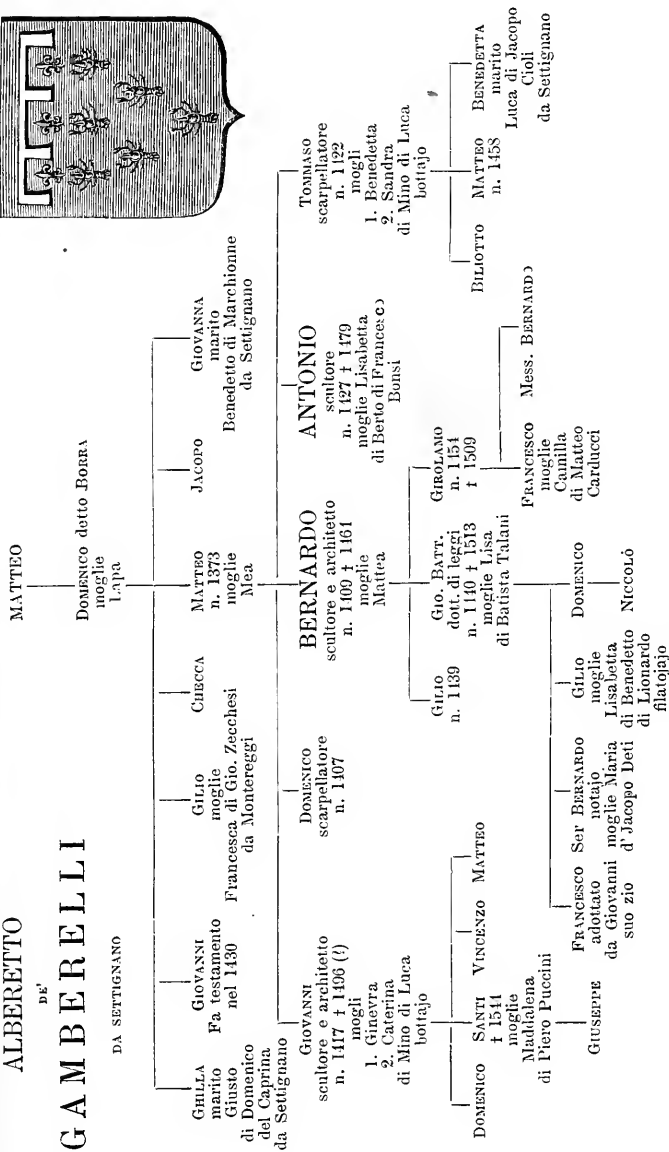 ALBERETTO
DE'
GAMBERELLI
DA SETTIGNANO
MATTEO
DOMENICO detto BORRA
moglie
Lapa
GHILLA
marito
Giusto
di Domenico
del Caprina
da Settignano
GIOVANNI
Fa testamento
nel 1430
GILIO
moglie
Francesca di Gio. Zecchesi
da Montereggi
CHECCA
MATTEO
n. 1373
moglie
Mea
JACOPO
GIOVANNA
marito
Benedetto di Marchionne
da Settignano
GIOVANNI
scultore e architetto
n. 1417 † 1496 (?)
mogli
1. Ginevra
2. Caterina
di Mino di Luca
bottajo
DOMENICO
scarpellatore
n. 1407
BERNARDO
scultore e architetto
n. 1409 † 1461
moglie
Mattea
ANTONIO
scultore
n. 1427 † 1479
moglie Lisabetta
di Berto di Francesco
Bonsi
TOMMASO
scarpellatore
n. 1422
mogli
1. Benedetta
2. Sandra
di Mino di Luca
bottajo
DOMENICO
SANTI
† 1544
moglie
Maddalena
di Piero Puccini
VINCENZO
MATTEO
GIUSEPPE
GILIO
n. 1439
GIO. BATT.
dott. di leggi
n. 1440 † 1513
moglie Lisa
di Batista Talani
GIROLAMO
n. 1454
† 1509
BILIOTTO
MATTEO
n. 1458
BENEDETTA
marito
Luca di Jacopo
Cioli
da Settignano
FRANCESCO
adottato
da Giovanni
suo zio
Ser BERNARDO
notajo
moglie Maria
d'Jacopo Deti
GILIO
moglie
Lisabetta
di Benedetto
di Lionardo
filatojajo
DOMENICO
NICCOLÒ
FRANCESCO
moglie
Camilla
di Matteo
Carducci
Mess. BERNARDO